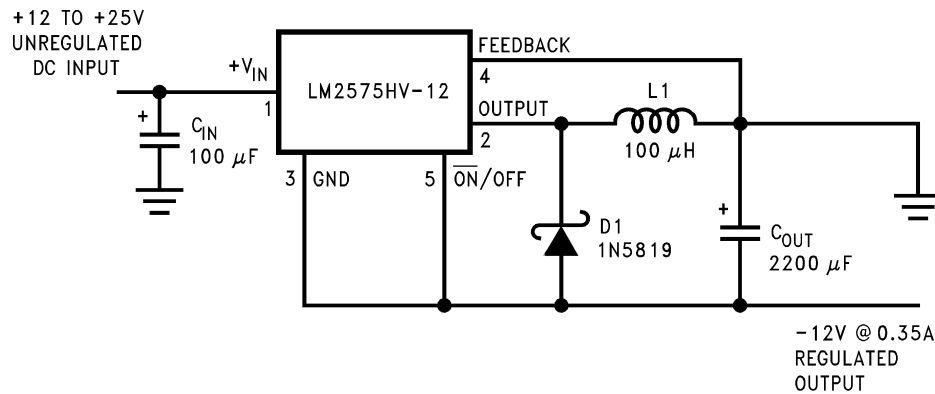 +12 TO +25V
UNREGULATED
DC INPUT
+VIN
1
LM2575HV-12
FEEDBACK
4
OUTPUT
2
L1
100 μH
+
CIN
100 μF
3 GND
5 ON/OFF
D1
1N5819
+
COUT
2200 μF
-12V @ 0.35A
REGULATED
OUTPUT